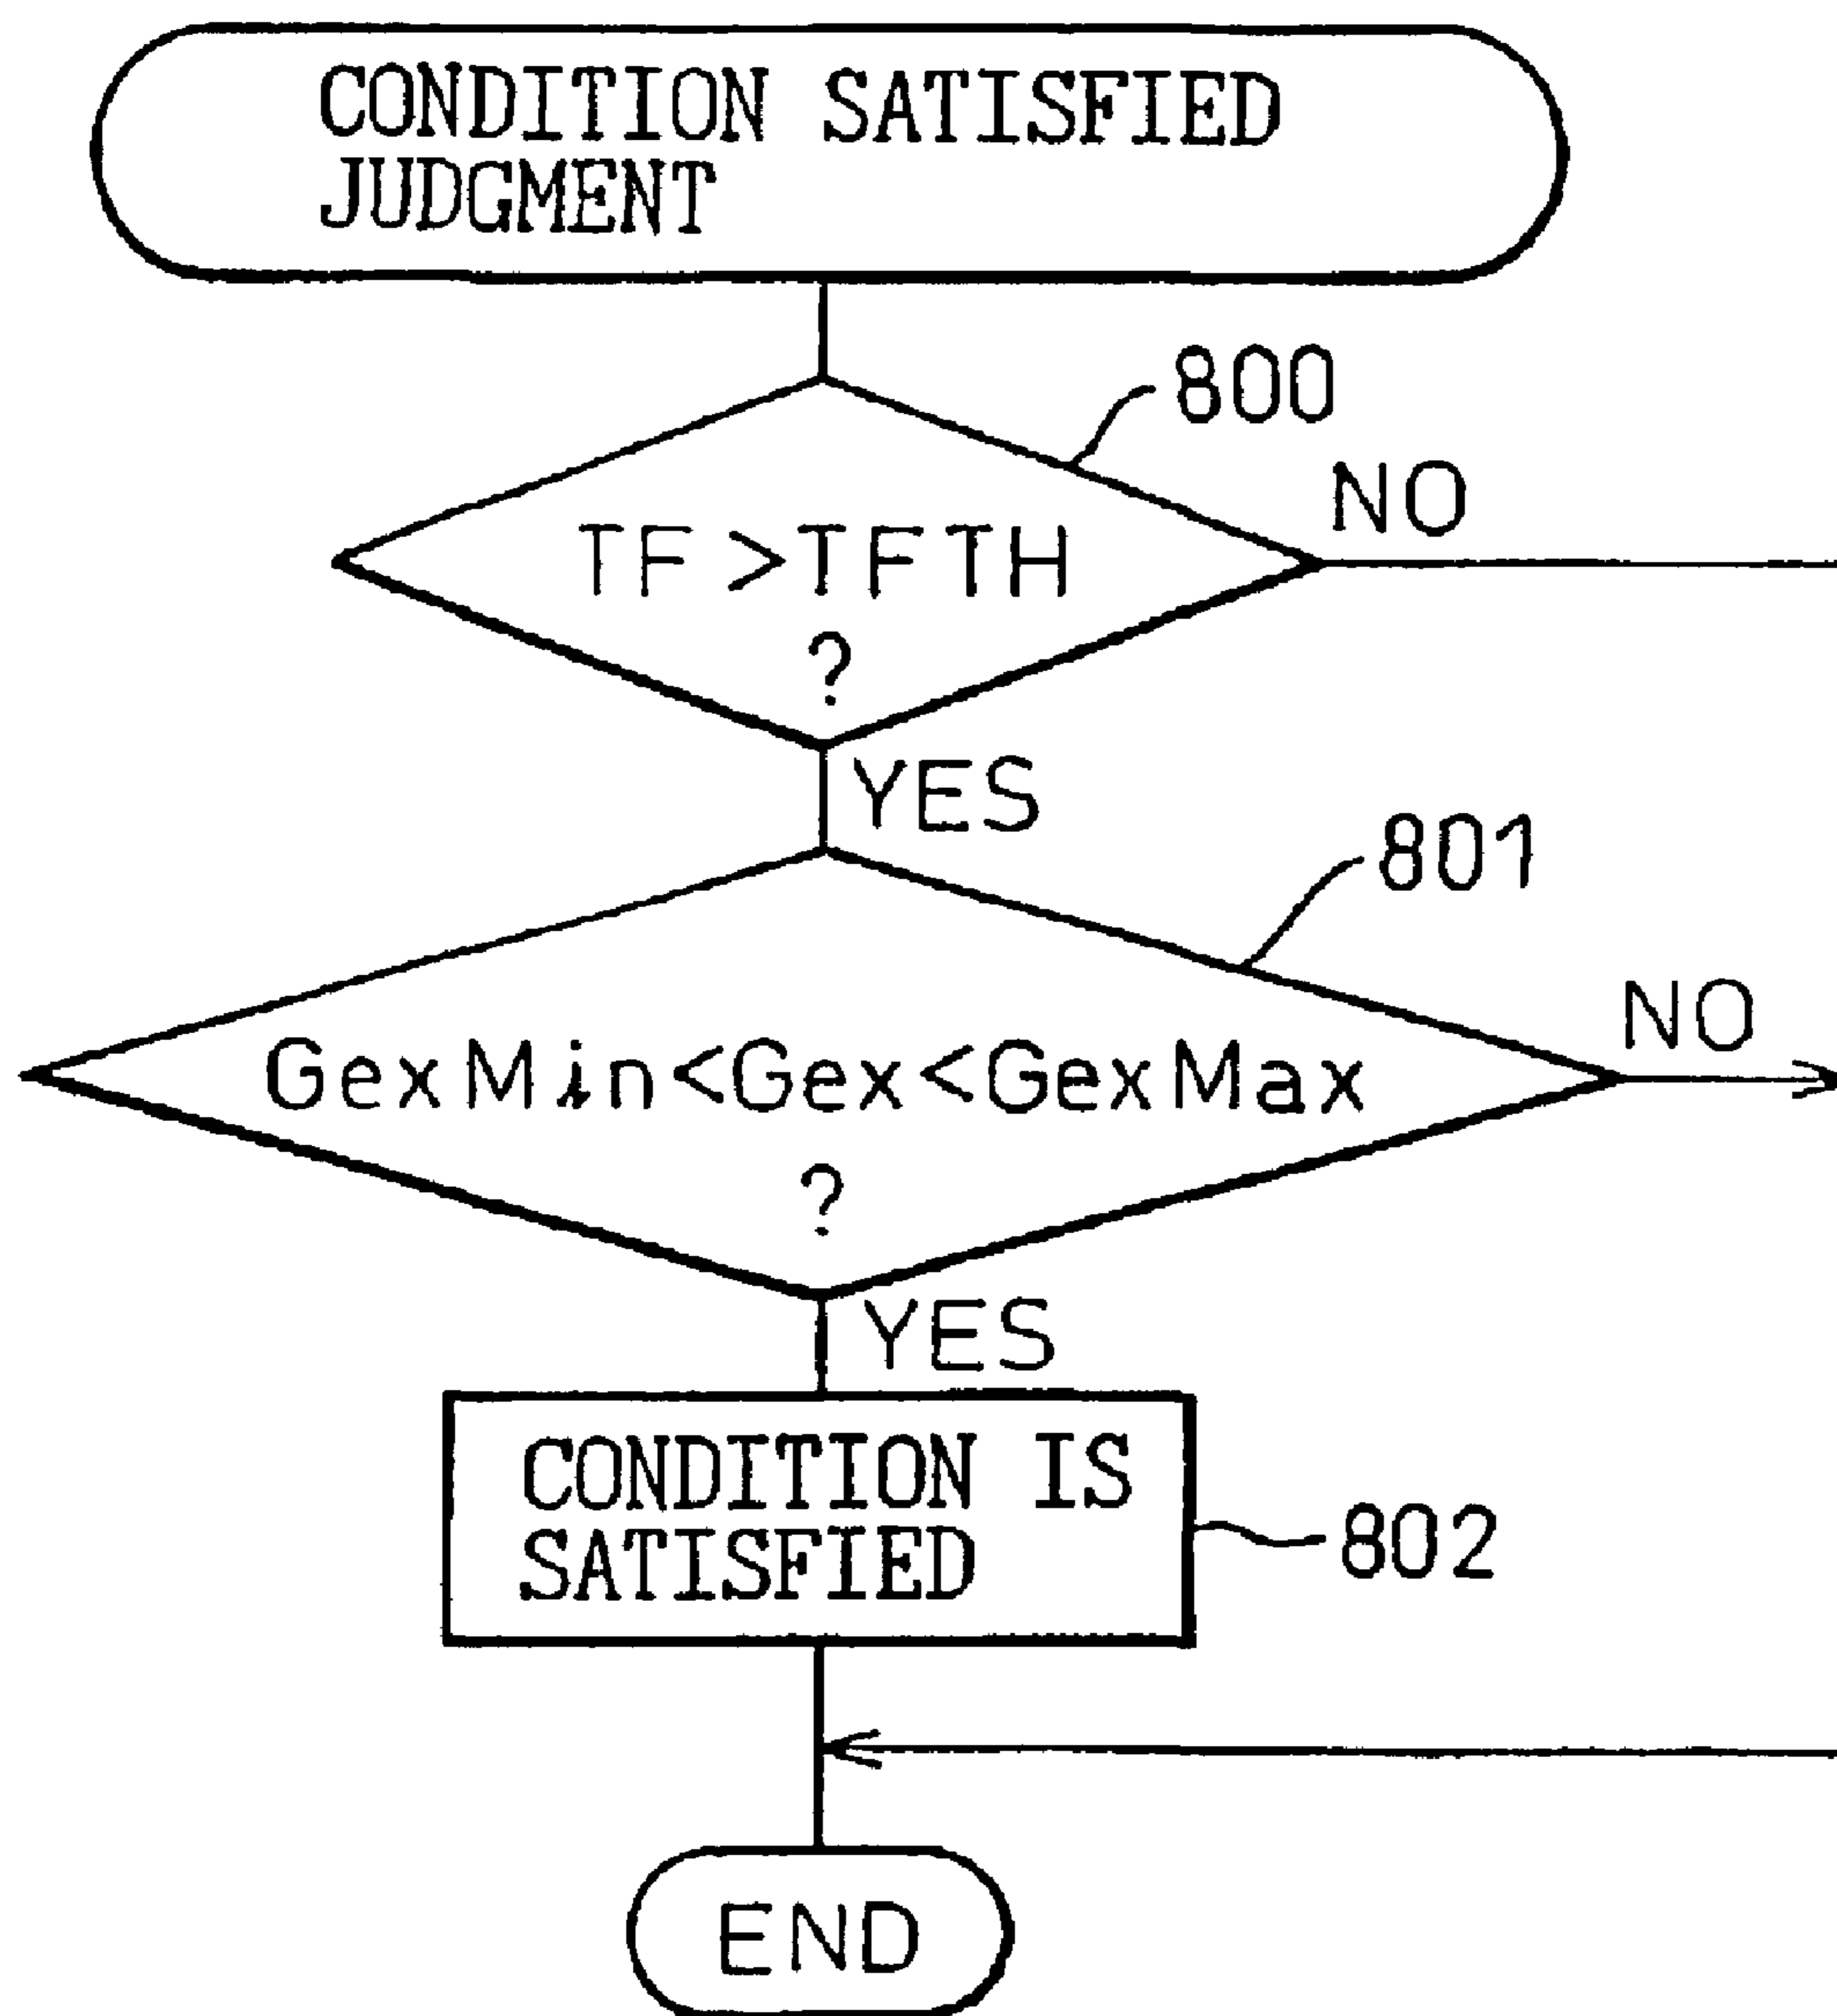 CONDITION SATISFIED
JUDGMENT
800
NO
TF>TFTH
?
YES
801
NO
GexMin<Gex<GexMax
?
YES
CONDITION IS
SATISFIED
802
END